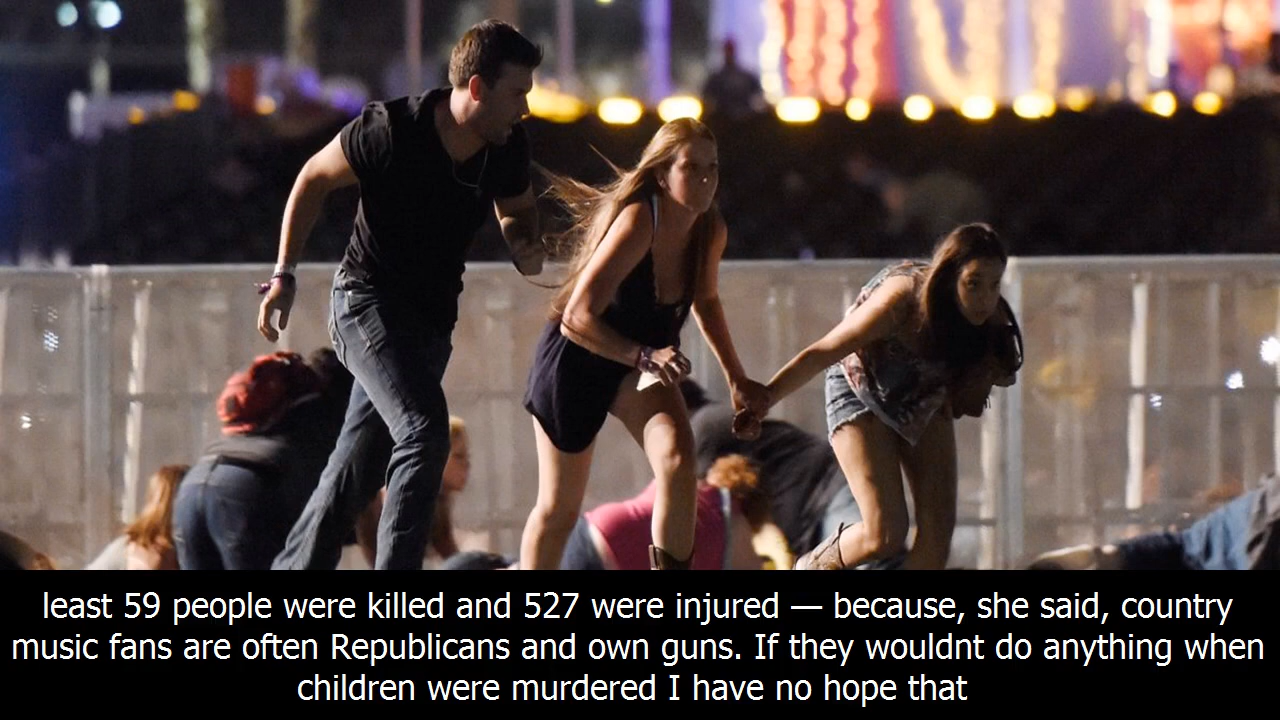 least 59 people were killed and 527 were injured — because, she said, country
music fans are often Republicans and own guns. If they wouldnt do anything when
children were murdered I have no hope that